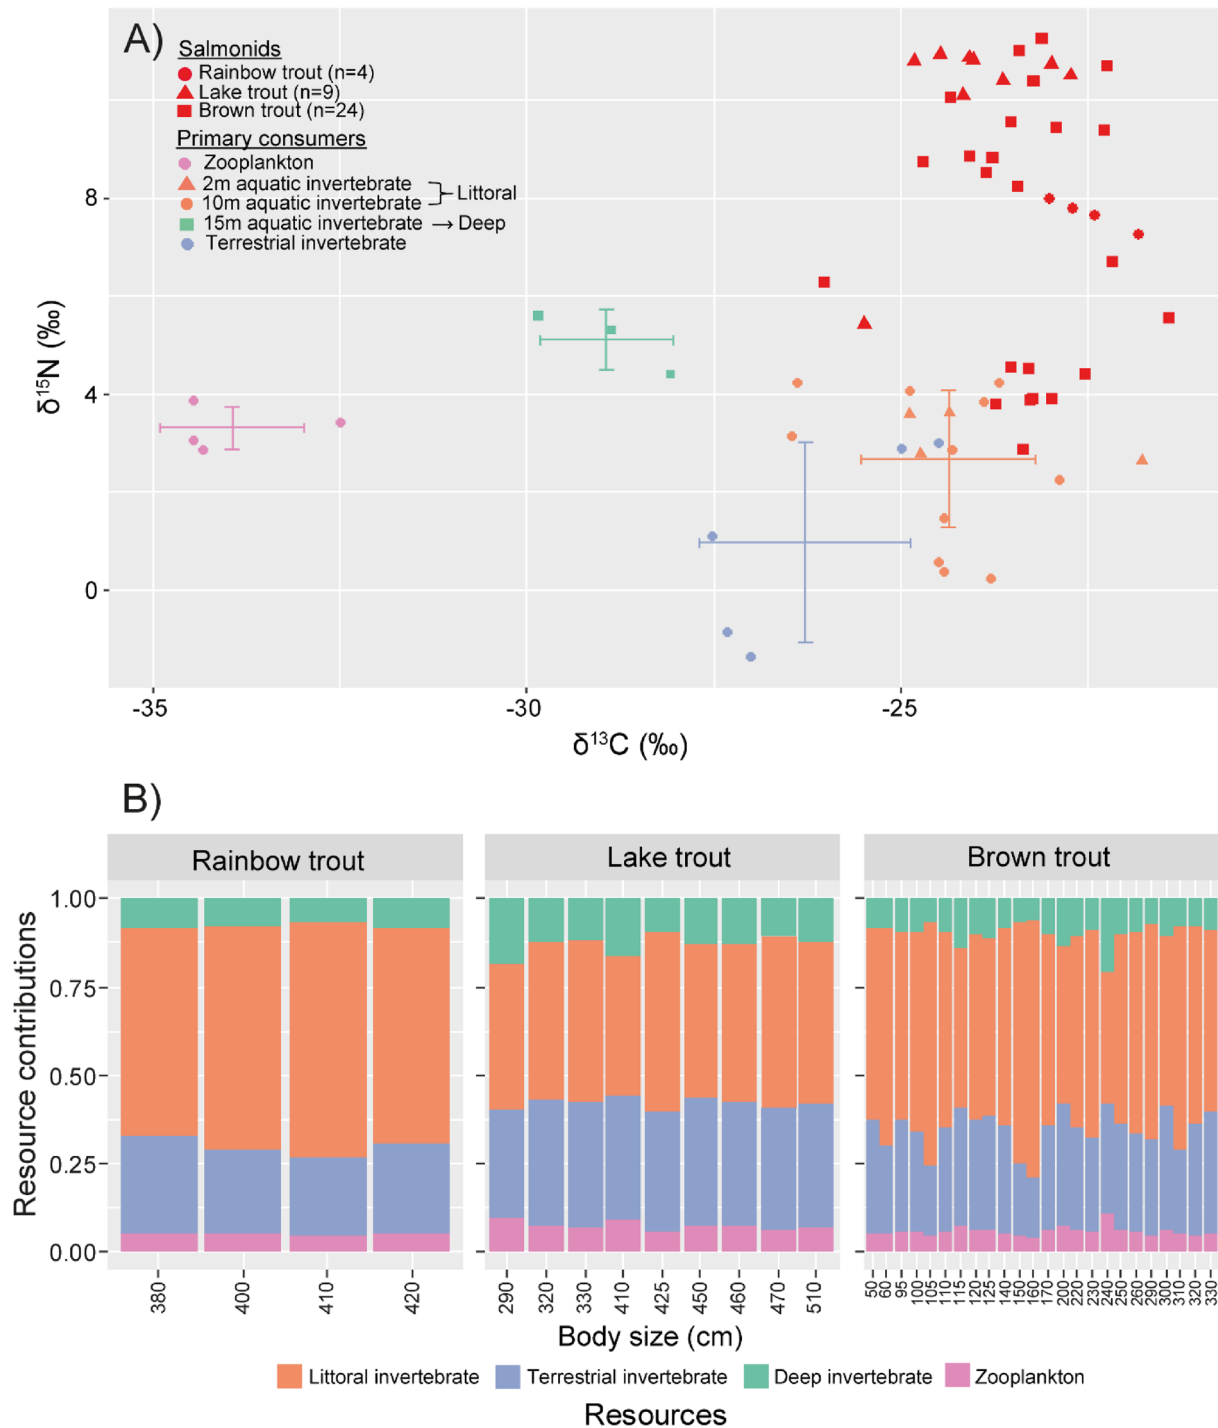 A)
Salmonids
Rainbow trout (n=4)
Lake trout (n=9)
Brown trout (n=24)
Primary consumers
Zooplankton
2m aquatic invertebrate
10m aquatic invertebrate
Littoral
15m aquatic invertebrate → Deep
Terrestrial invertebrate
8
4
0
δ15N (‰)
-35 -30 -25
δ13C (‰)
B)
Rainbow trout Lake trout Brown trout
1.00
0.75
0.50
0.25
0.00
Resource contributions
380 400 410 420 290 320 330 410 425 450 460 470 510 50 60 95 100 105 110 115 120 125 140 150 160 170 200 220 230 240 250 260 290 300 310 320 330
Body size (cm)
Littoral invertebrate Terrestrial invertebrate Deep invertebrate Zooplankton
Resources